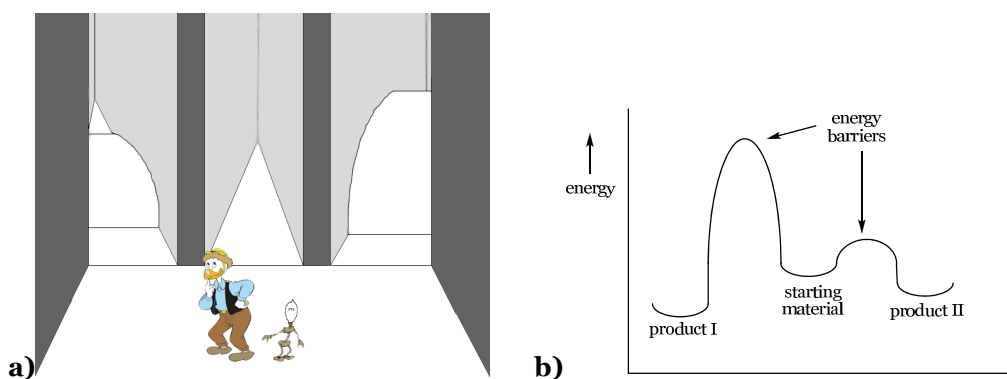 a)
b)
energy
barriers
energy
starting
material
product I
product II